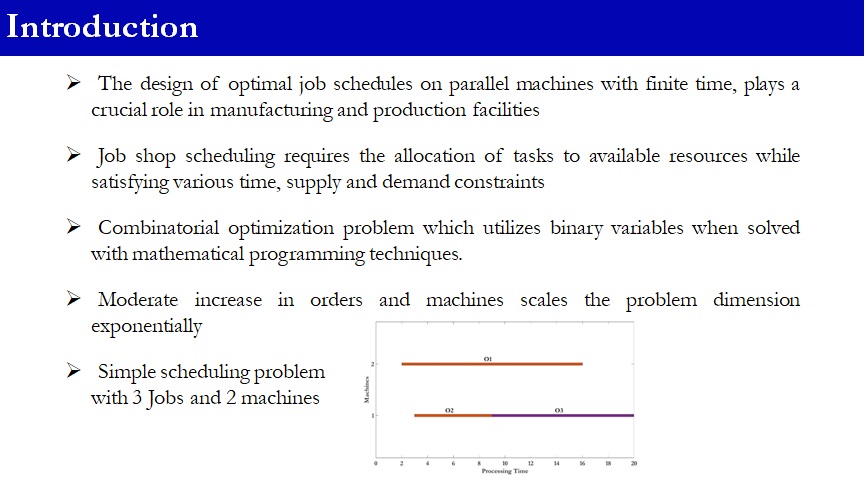 Introduction
➢ The design of optimal job schedules on parallel machines with finite time, plays a
crucial role in manufacturing and production facilities
➢ Job shop scheduling requires the allocation of tasks to available resources while
satisfying various time, supply and demand constraints
➢ Combinatorial optimization problem which utilizes binary variables when solved
with mathematical programming techniques.
➢ Moderate increase in orders and machines scales the problem dimension
exponentially
➢ Simple scheduling problem
with 3 Jobs and 2 machines
O1
2
Machines
O2 O3
1
0 2 4 6 8 10 12 14 16 18 20
Processing Time